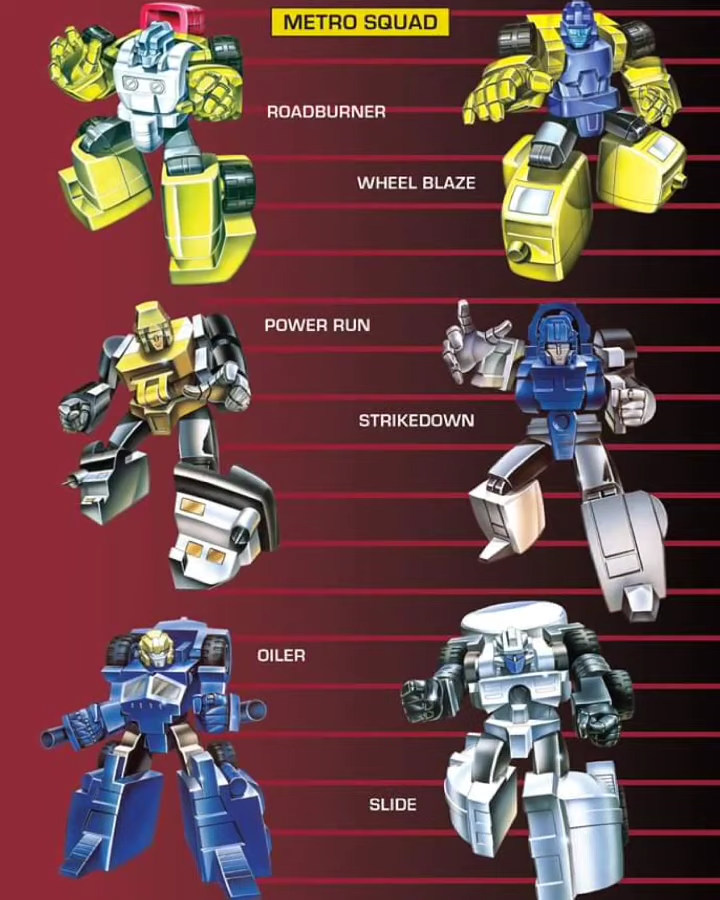 METRO SQUAD
ROADBURNER
WHEEL BLAZE
POWER RUN
STRIKEDOWN
OILER
SLIDE